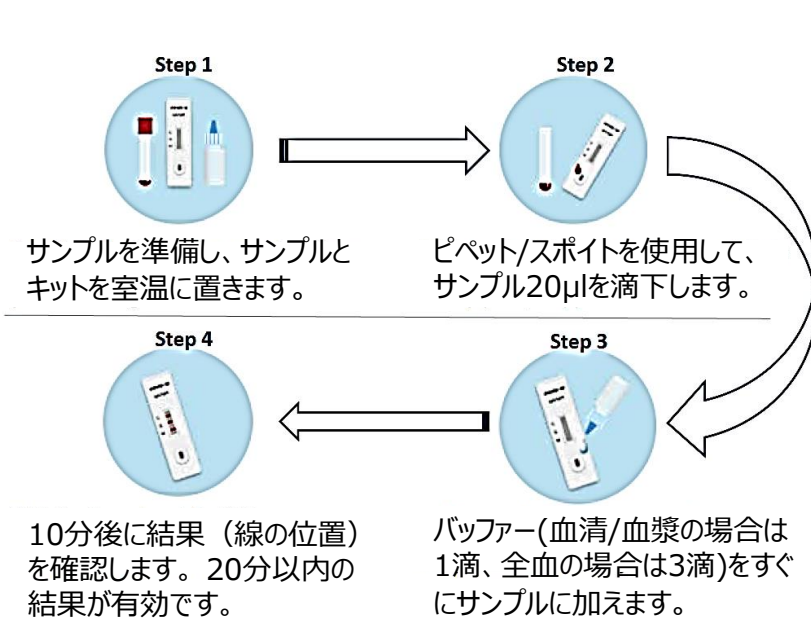 Step 1
サンプルを準備し、サンプルと
キットを室温に置きます。
Step 2
ピペット/スポイトを使用して、
サンプル20μlを滴下します。
Step 3
バッファー(血清/血漿の場合は
1滴、全血の場合は3滴)をすぐ
にサンプルに加えます。
Step 4
10分後に結果（線の位置）
を確認します。20分以内の
結果が有効です。